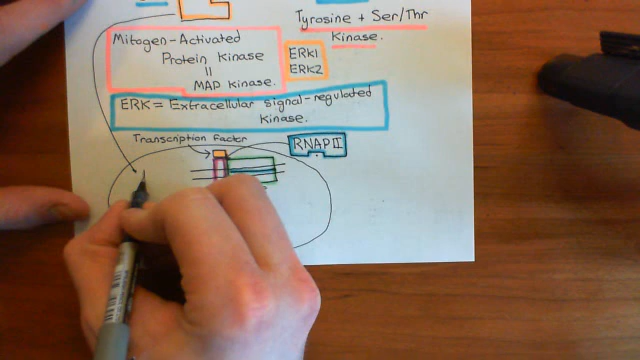 Tyrosine + Ser/Thr
Kinase.
Mitogen-Activated
Protein Kinase
=
MAP Kinase.
ERK1
ERK2
ERK = Extracellular signal-regulated
Kinase.
Transcription factor
RNAP II